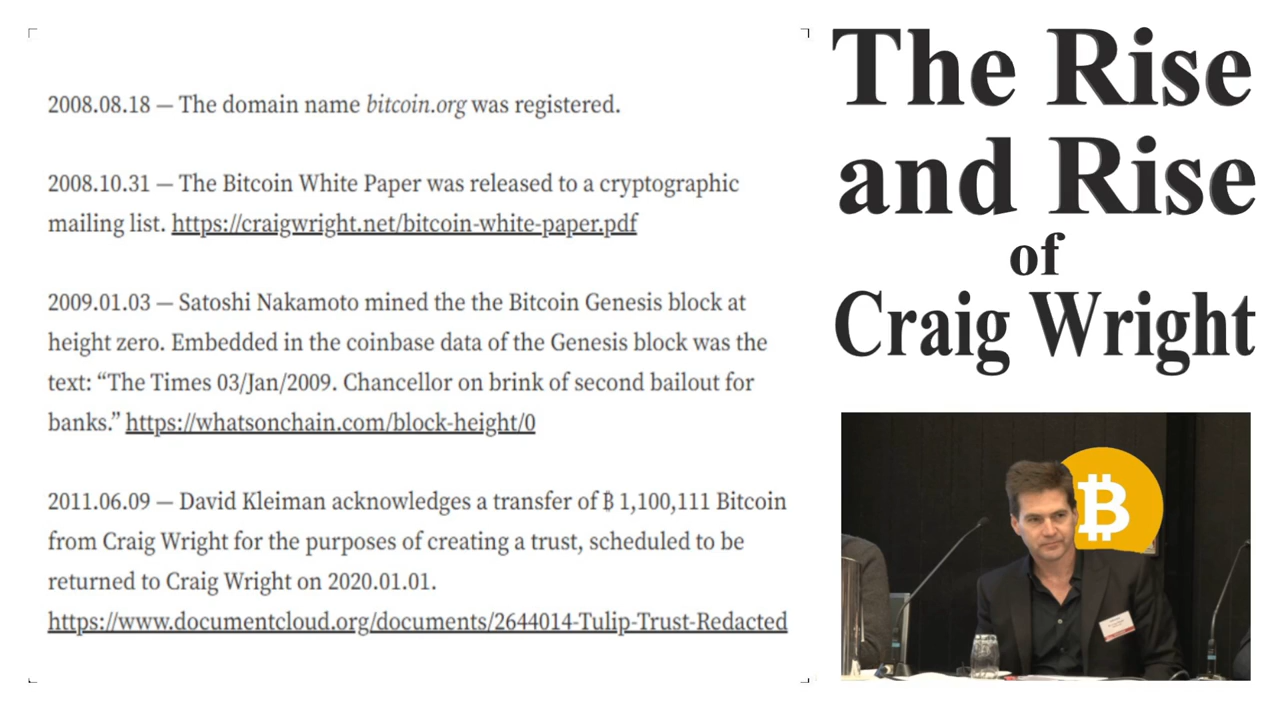 2008.08.18 — The domain name bitcoin.org was registered.
2008.10.31 — The Bitcoin White Paper was released to a cryptographic
mailing list. https://craigwright.net/bitcoin-white-paper.pdf
2009.01.03 — Satoshi Nakamoto mined the the Bitcoin Genesis block at
height zero. Embedded in the coinbase data of the Genesis block was the
text: “The Times 03/Jan/2009. Chancellor on brink of second bailout for
banks.” https://whatsonchain.com/block-height/0
2011.06.09 — David Kleiman acknowledges a transfer of ₿ 1,100,111 Bitcoin
from Craig Wright for the purposes of creating a trust, scheduled to be
returned to Craig Wright on 2020.01.01.
https://www.documentcloud.org/documents/2644014-Tulip-Trust-Redacted
The Rise
and Rise
of
Craig Wright
₿